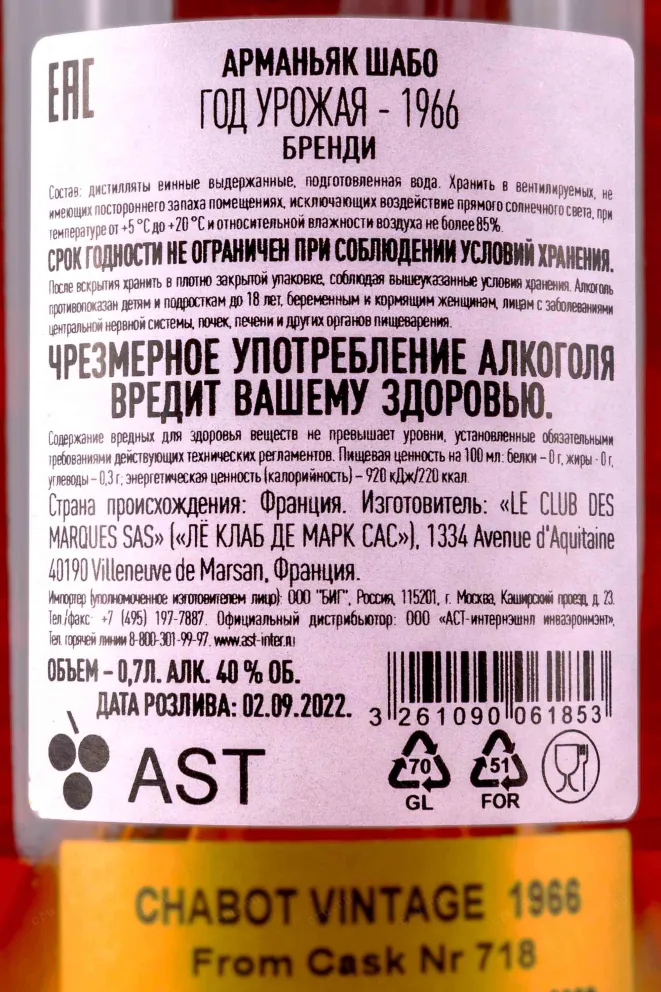 ЕАС
АРМАНЬЯК ШАБО
ГОД УРОЖАЯ - 1966
БРЕНДИ
Состав: дистилляты винные выдержанные, подготовленная вода. Хранить в вентилируемых, не
имеющих постороннего запаха помещениях, исключающих воздействие прямого солнечного света, при
температуре от +5 °С до +20 °С и относительной влажности воздуха не более 85%.
СРОК ГОДНОСТИ НЕ ОГРАНИЧЕН ПРИ СОБЛЮДЕНИИ УСЛОВИЙ ХРАНЕНИЯ.
После вскрытия хранить в плотно закрытой упаковке, соблюдая вышеуказанные условия хранения. Алкоголь
противопоказан детям и подросткам до 18 лет, беременным и кормящим женщинам, лицам с заболеваниями
центральной нервной системы, почек, печени и других органов пищеварения.
ЧРЕЗМЕРНОЕ УПОТРЕБЛЕНИЕ АЛКОГОЛЯ
ВРЕДИТ ВАШЕМУ ЗДОРОВЬЮ.
Содержание вредных для здоровья веществ не превышает уровни, установленные обязательными
требованиями действующих технических регламентов. Пищевая ценность на 100 мл: белки – 0 г, жиры - 0 г,
углеводы – 0,3 г; энергетическая ценность (калорийность) – 920 кДж/220 ккал.
Страна происхождения: Франция. Изготовитель: «LE CLUB DES
MARQUES SAS» («ЛЁ КЛАБ ДЕ МАРК САС»), 1334 Avenue d'Aquitaine
40190 Villeneuve de Marsan, Франция.
Импортер (уполномоченное изготовителем лицо): ООО "БИГ", Россия, 115201, г. Москва, Каширский проезд, д. 23.
Тел./факс: +7 (495) 197-7887. Официальный дистрибьютор: ООО «АСТ-интернэшнл инваэронмэнт».
Тел. горячей линии 8-800-301-99-97. www.ast-inter.ru
ОБЪЕМ – 0,7Л. АЛК. 40 % ОБ.
ДАТА РОЗЛИВА: 02.09.2022.
3 261090 061853
AST
70
GL
51
FOR
CHABOT VINTAGE 1966
From Cask Nr 718